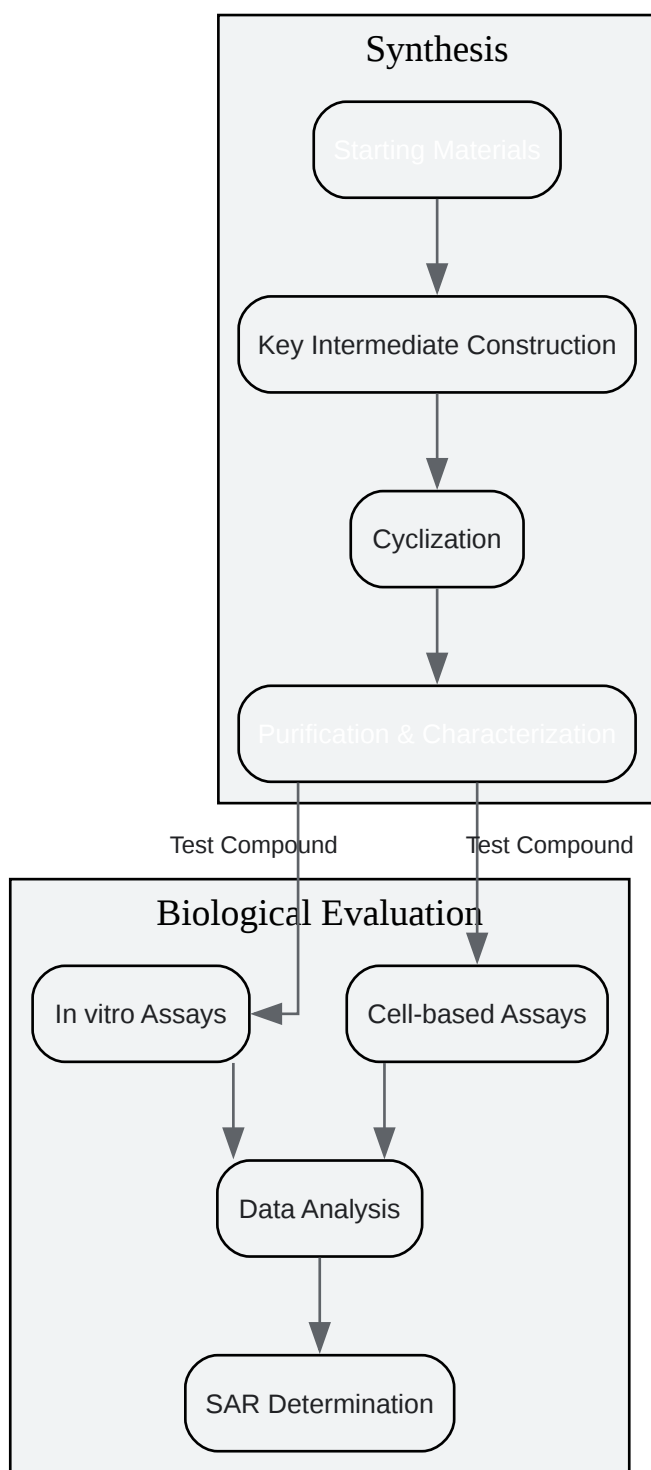 Synthesis
Starting Materials
Key Intermediate Construction
Cyclization
Purification & Characterization
Test Compound
Test Compound
Biological Evaluation
In vitro Assays
Cell-based Assays
Data Analysis
SAR Determination